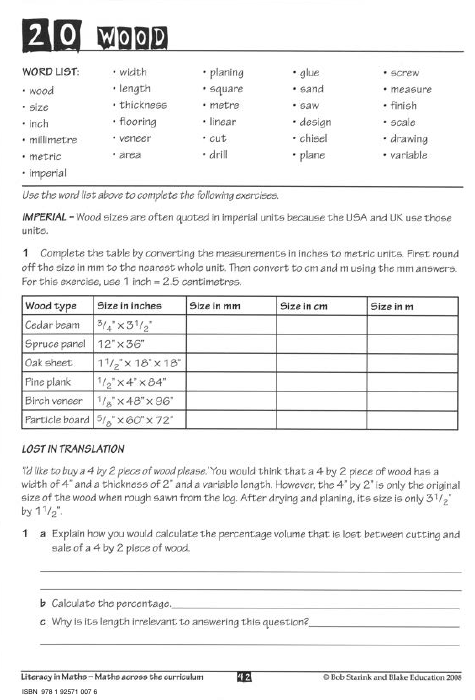 20 WOOD
WORD LIST: • width • planing • glue • screw
• wood • length • square • sand • measure
• size • thickness • metre • saw • finish
• inch • flooring • linear • design • scale
• millimetre • veneer • cut • chisel • drawing
• metric • area • drill • plane • variable
• imperial
Use the word list above to complete the following exercises.
IMPERIAL – Wood sizes are often quoted in imperial units because the USA and UK use those
units.
1 Complete the table by converting the measurements in inches to metric units. First round
off the size in mm to the nearest whole unit. Then convert to cm and m using the mm answers.
For this exercise, use 1 inch = 2.5 centimetres.
Wood type Size in inches Size in mm Size in cm Size in m
Cedar beam 3/4" x 3 1/2"
Spruce panel 12" x 36"
Oak sheet 1 1/2" x 18" x 18"
Pine plank 1/2" x 4" x 84"
Birch veneer 1/8" x 48" x 96"
Particle board 5/8" x 60" x 72"
LOST IN TRANSLATION
'I'd like to buy a 4 by 2 piece of wood please.' You would think that a 4 by 2 piece of wood has a
width of 4" and a thickness of 2" and a variable length. However, the 4" by 2" is only the original
size of the wood when rough sawn from the log. After drying and planing, its size is only 3 1/2"
by 1 1/2".
1 a Explain how you would calculate the percentage volume that is lost between cutting and
sale of a 4 by 2 piece of wood.
b Calculate the percentage.
c Why is its length irrelevant to answering this question?
Literacy in Maths – Maths across the curriculum 42 © Bob Starink and Blake Education 2008
ISBN 978 1 92571 007 6